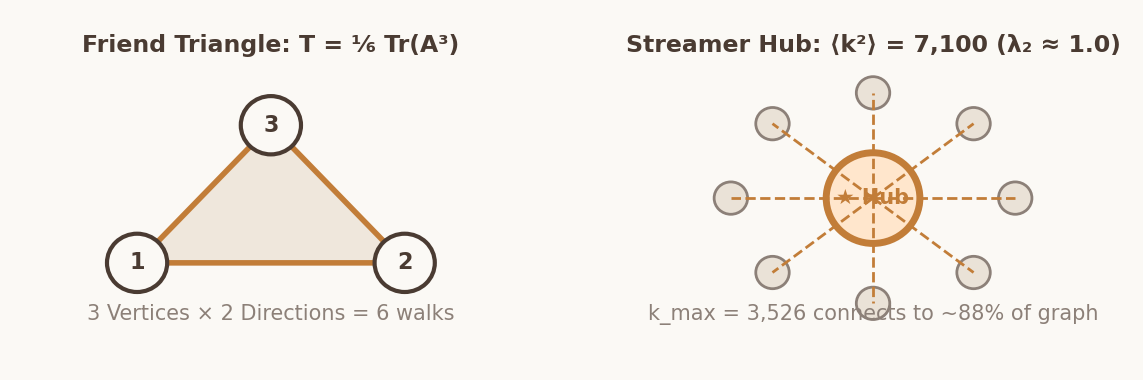 Friend Triangle: T = ⅙ Tr(A³)
3
1
2
3 Vertices × 2 Directions = 6 walks
Streamer Hub: ⟨k²⟩ = 7,100 (λ₂ ≈ 1.0)
★ Hub
k_max = 3,526 connects to ~88% of graph